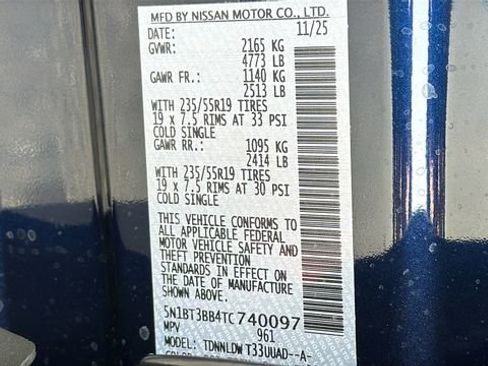 MFD BY NISSAN MOTOR CO., LTD.
DATE: 11/25
GVWR: 2165 KG
4773 LB
GAWR FR.: 1140 KG
2513 LB
WITH 235/55R19 TIRES
19 x 7.5 RIMS AT 33 PSI
COLD SINGLE
GAWR RR.: 1095 KG
2414 LB
WITH 235/55R19 TIRES
19 x 7.5 RIMS AT 30 PSI
COLD SINGLE
THIS VEHICLE CONFORMS TO
ALL APPLICABLE FEDERAL
MOTOR VEHICLE SAFETY AND
THEFT PREVENTION
STANDARDS IN EFFECT ON
THE DATE OF MANUFACTURE
SHOWN ABOVE.
5N1BT3BB4TC740097
MPV 961
MODEL: TDNNLDW T33UUAD--A-